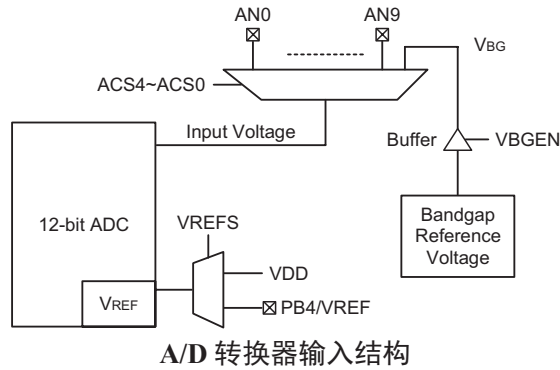 AN0
AN9
VBG
ACS4~ACS0
Input Voltage
Buffer
VBGEN
12-bit ADC
Bandgap
Reference
Voltage
VREFS
VDD
VREF
PB4/VREF
A/D 转换器输入结构